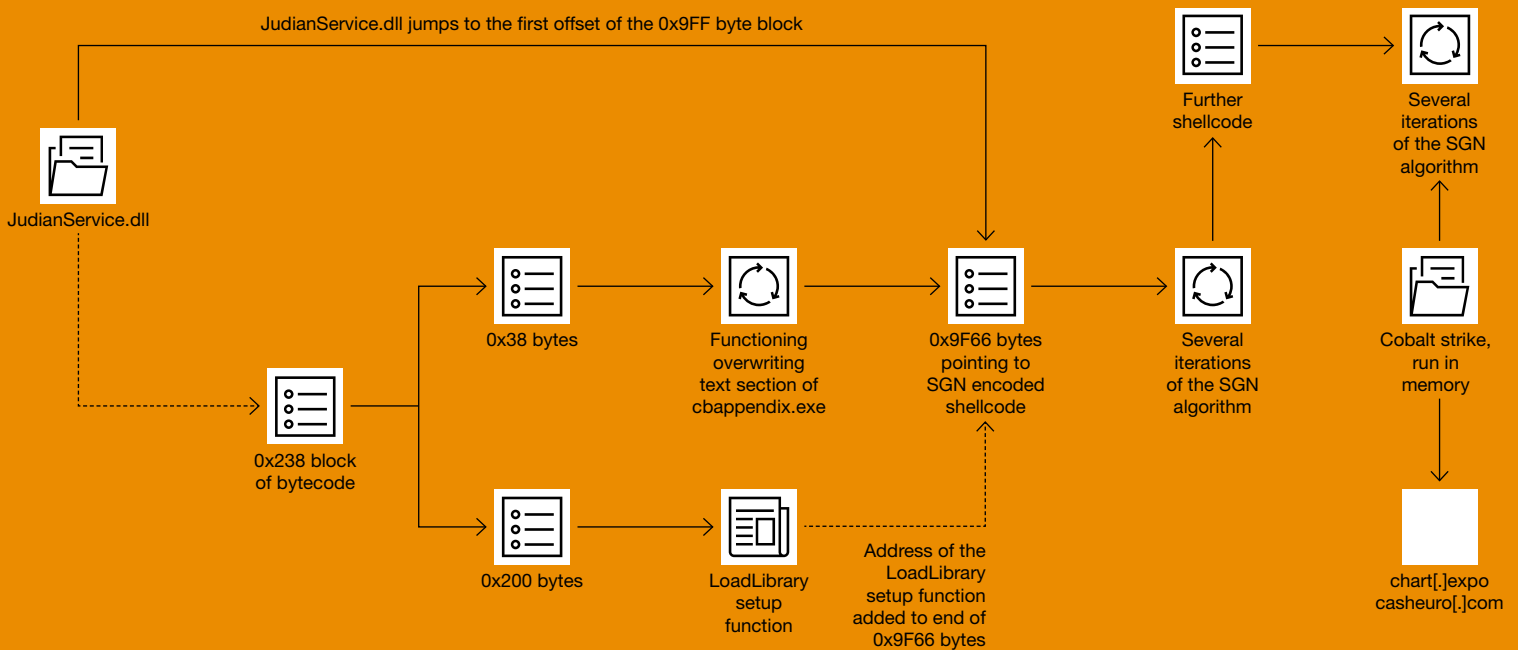 JudianService.dll jumps to the first offset of the 0x9FF byte block
JudianService.dll
0x238 block
of bytecode
0x38 bytes
Functioning
overwriting
text section of
cbappendix.exe
0x9F66 bytes
pointing to
SGN encoded
shellcode
Several
iterations
of the SGN
algorithm
Further
shellcode
Several
iterations
of the SGN
algorithm
Cobalt strike,
run in
memory
chart[.]expo
casheuro[.]com
0x200 bytes
LoadLibrary
setup
function
Address of the
LoadLibrary
setup function
added to end of
0x9F66 bytes